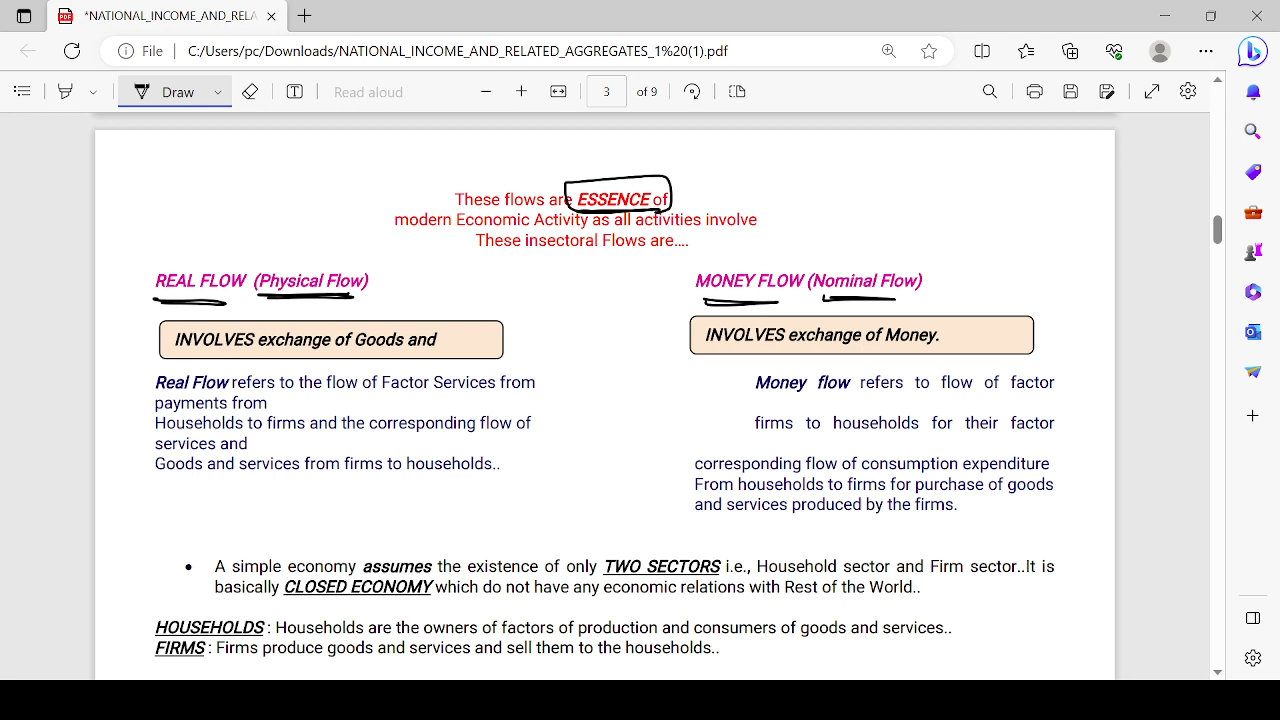 *NATIONAL_INCOME_AND_RELA
File
C:/Users/pc/Downloads/NATIONAL_INCOME_AND_RELATED_AGGREGATES_1%20(1).pdf
Draw
Read aloud
3
of 9
These flows are ESSENCE of
modern Economic Activity as all activities involve
These insectoral Flows are....
REAL FLOW (Physical Flow)
INVOLVES exchange of Goods and
Real Flow refers to the flow of Factor Services from
payments from
Households to firms and the corresponding flow of
services and
Goods and services from firms to households..
MONEY FLOW (Nominal Flow)
INVOLVES exchange of Money.
Money flow refers to flow of factor
firms to households for their factor
corresponding flow of consumption expenditure
From households to firms for purchase of goods
and services produced by the firms.
• A simple economy assumes the existence of only TWO SECTORS i.e., Household sector and Firm sector..It is
basically CLOSED ECONOMY which do not have any economic relations with Rest of the World..
HOUSEHOLDS : Households are the owners of factors of production and consumers of goods and services..
FIRMS : Firms produce goods and services and sell them to the households..